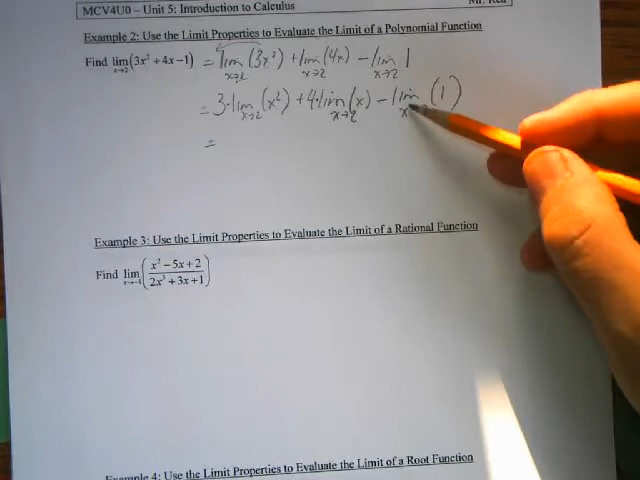 MCV4U0 – Unit 5: Introduction to Calculus
Example 2: Use the Limit Properties to Evaluate the Limit of a Polynomial Function
Find lim x→2 (3x² + 4x − 1) = lim x→2 (3x²) + lim x→2 (4x) − lim x→2 1
= 3·lim x→2 (x²) + 4·lim x→2 (x) − lim x (1)
=
Example 3: Use the Limit Properties to Evaluate the Limit of a Rational Function
Find lim x→−1 ((x² − 5x + 2)/(2x³ + 3x + 1))
Example 4: Use the Limit Properties to Evaluate the Limit of a Root Function